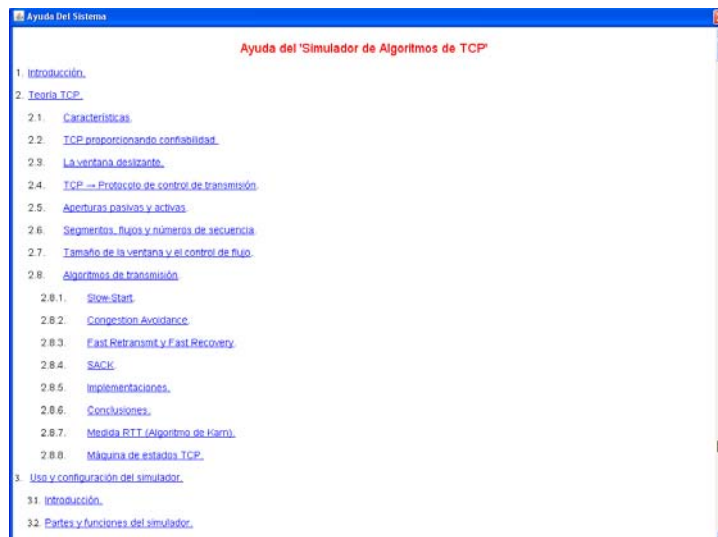 Ayuda Del Sistema
Ayuda del 'Simulador de Algoritmos de TCP'
1. Introducción.
2. Teoría TCP.
2.1. Características.
2.2. TCP proporcionando confiabilidad.
2.3. La ventana deslizante.
2.4. TCP → Protocolo de control de transmisión.
2.5. Aperturas pasivas y activas.
2.6. Segmentos, flujos y números de secuencia.
2.7. Tamaño de la ventana y el control de flujo.
2.8. Algoritmos de transmisión.
2.8.1. Slow-Start.
2.8.2. Congestion Avoidance.
2.8.3. Fast Retransmit y Fast Recovery.
2.8.4. SACK.
2.8.5. Implementaciones.
2.8.6. Conclusiones.
2.8.7. Medida RTT (Algoritmo de Karn).
2.8.8. Máquina de estados TCP.
3. Uso y configuración del simulador.
3.1. Introducción.
3.2. Partes y funciones del simulador.